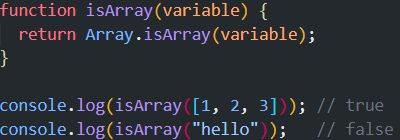 function isArray(variable) {
  return Array.isArray(variable);
}

console.log(isArray([1, 2, 3])); // true
console.log(isArray("hello"));   // false